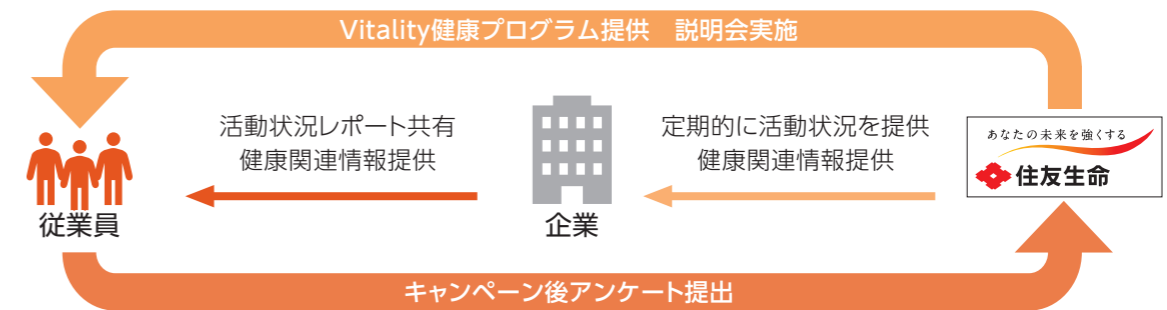 Vitality健康プログラム提供　説明会実施
活動状況レポート共有
健康関連情報提供
定期的に活動状況を提供
健康関連情報提供
あなたの未来を強くする
住友生命
従業員
企業
キャンペーン後アンケート提出